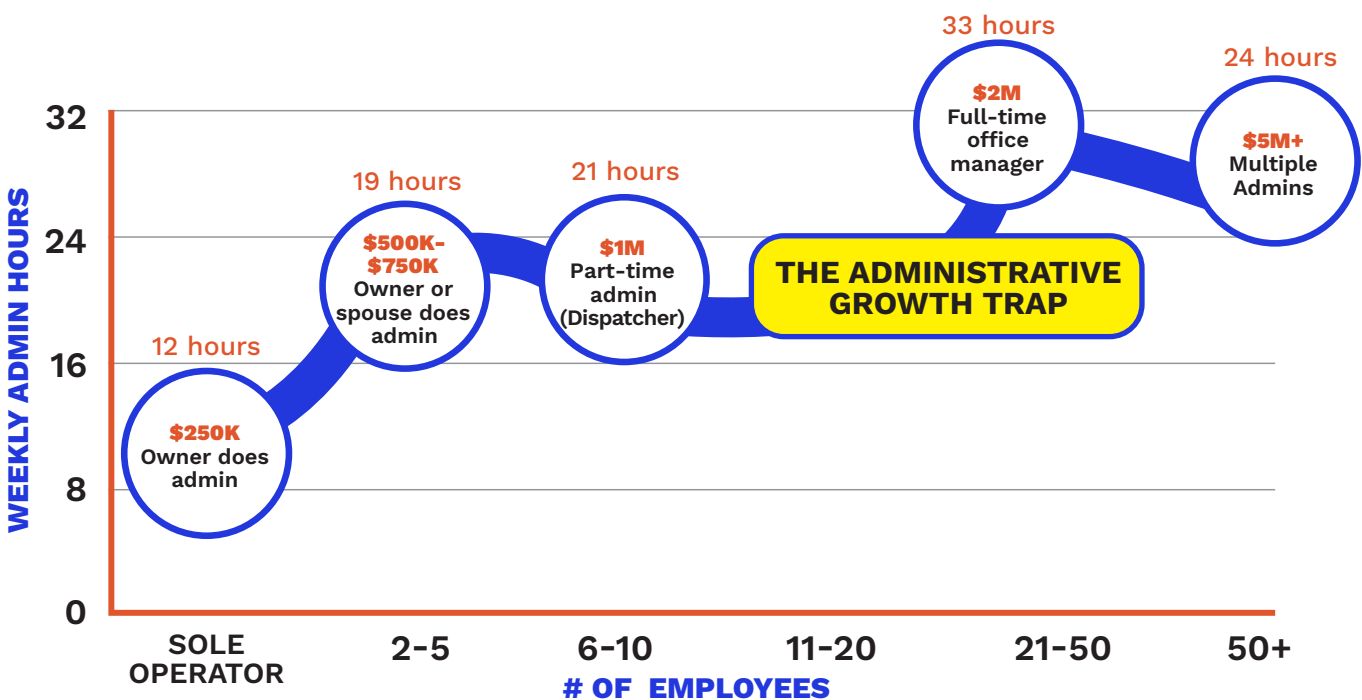 33 hours
24 hours
32
$2M
Full-time
office
manager
$5M+
Multiple
Admins
19 hours
21 hours
WEEKLY ADMIN HOURS
24
$500K-
$750K
Owner or
spouse does
admin
$1M
Part-time
admin
(Dispatcher)
THE ADMINISTRATIVE
GROWTH TRAP
12 hours
16
$250K
Owner does
admin
8
0
SOLE
OPERATOR
2-5
6-10
11-20
21-50
50+
# OF EMPLOYEES